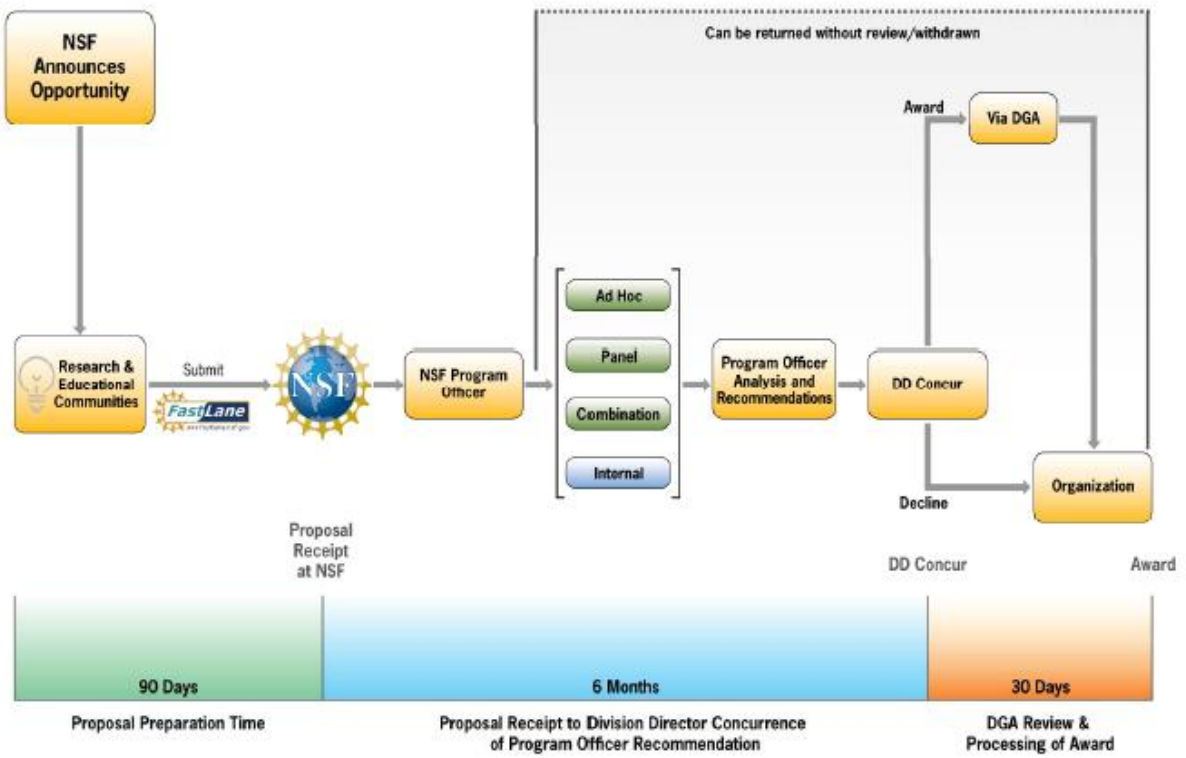 NSF
Announces
Opportunity
Can be returned without review/withdrawn
Award
Via DGA
Research &
Educational
Communities
Submit
FastLane
NSF
NSF Program
Officer
Ad Hoc
Panel
Combination
Internal
Program Officer
Analysis and
Recommendations
DD Concur
Decline
Organization
Proposal
Receipt
at NSF
DD Concur
Award
90 Days
6 Months
30 Days
Proposal Preparation Time
Proposal Receipt to Division Director Concurrence
of Program Officer Recommendation
DGA Review &
Processing of Award